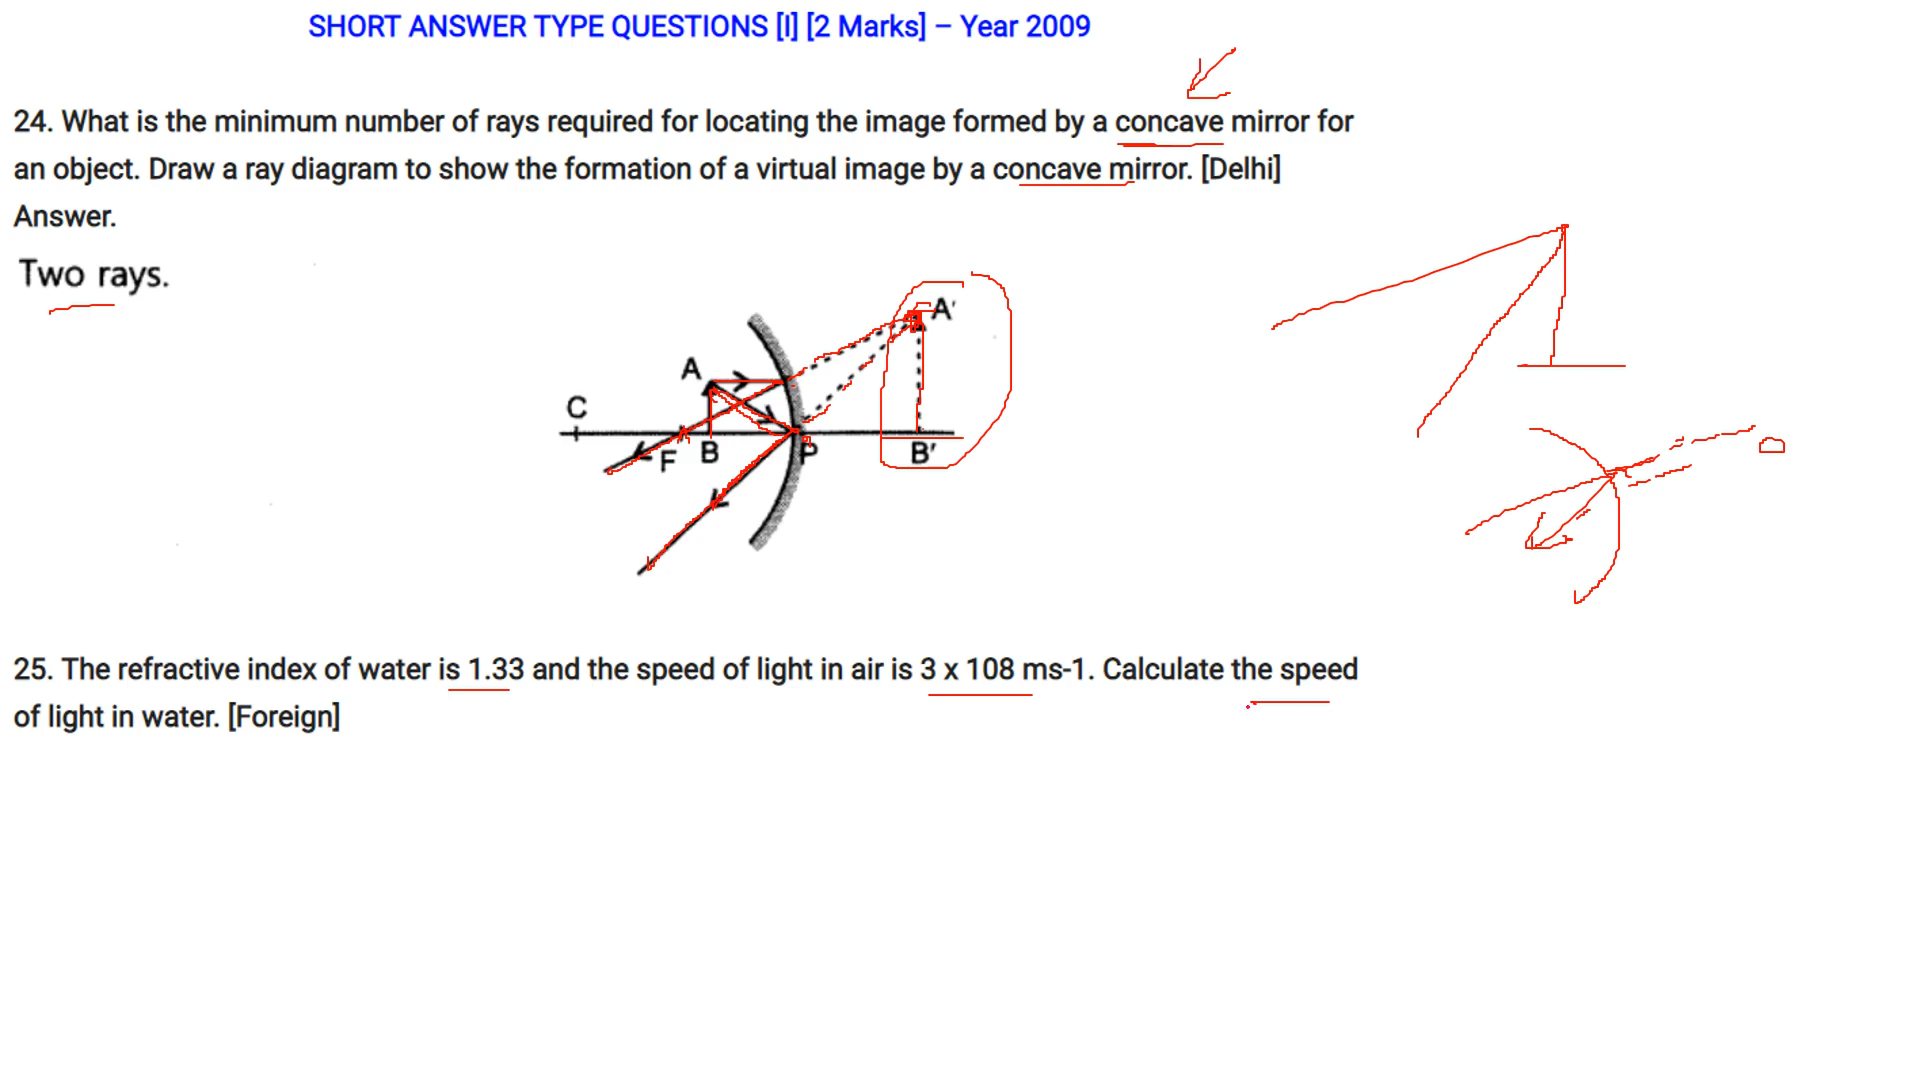 SHORT ANSWER TYPE QUESTIONS [I] [2 Marks] – Year 2009
24. What is the minimum number of rays required for locating the image formed by a concave mirror for
an object. Draw a ray diagram to show the formation of a virtual image by a concave mirror. [Delhi]
Answer.
Two rays.
A'
A
C
F
B
P
B'
25. The refractive index of water is 1.33 and the speed of light in air is 3 x 108 ms-1. Calculate the speed
of light in water. [Foreign]